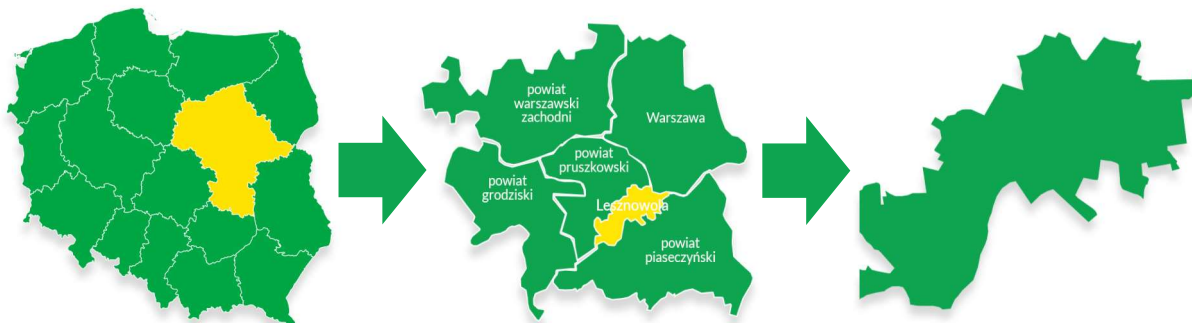 powiat
warszawski
zachodni
Warszawa
powiat
pruszkowski
powiat
grodziski
Lesznowola
powiat
piaseczyński